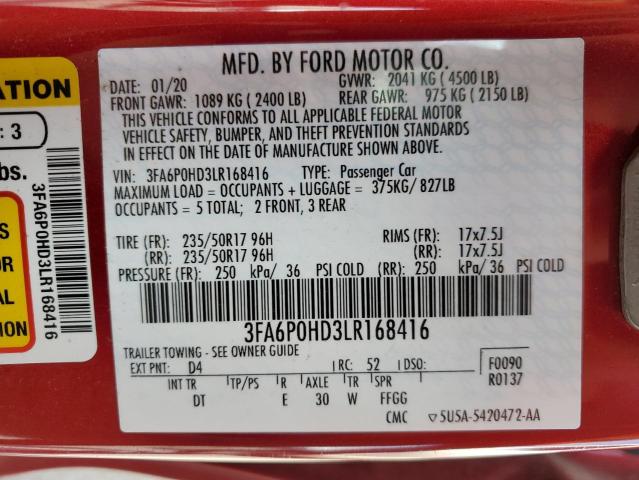 ATION
: 3
bs.
3FA6P0HD3LR168416
S
OR
AL
ION
MFD. BY FORD MOTOR CO.
DATE: 01/20 GVWR: 2041 KG ( 4500 LB)
FRONT GAWR: 1089 KG ( 2400 LB) REAR GAWR: 975 KG ( 2150 LB)
THIS VEHICLE CONFORMS TO ALL APPLICABLE FEDERAL MOTOR
VEHICLE SAFETY, BUMPER, AND THEFT PREVENTION STANDARDS
IN EFFECT ON THE DATE OF MANUFACTURE SHOWN ABOVE.
VIN: 3FA6P0HD3LR168416 TYPE: Passenger Car
MAXIMUM LOAD = OCCUPANTS + LUGGAGE = 375KG/ 827LB
OCCUPANTS = 5 TOTAL; 2 FRONT, 3 REAR
TIRE (FR): 235/50R17 96H RIMS (FR): 17x7.5J
(RR): 235/50R17 96H (RR): 17x7.5J
PRESSURE (FR): 250 kPa/ 36 PSI COLD (RR): 250 kPa/ 36 PSI COLD
3FA6P0HD3LR168416
TRAILER TOWING - SEE OWNER GUIDE
EXT PNT: D4 RC: 52 DSO: F0090
INT TR TP/PS R AXLE TR SPR R0137
DT E 30 W FFGG
CMC ▽5U5A-5420472-AA